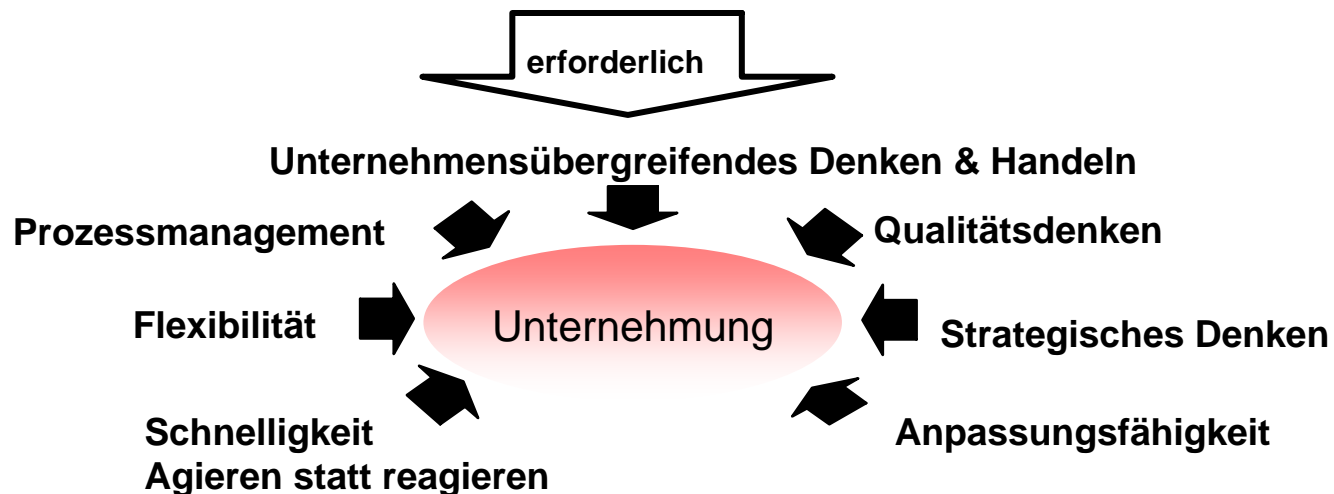 erforderlich
Unternehmensübergreifendes Denken & Handeln
Prozessmanagement
Qualitätsdenken
Flexibilität
Unternehmung
Strategisches Denken
Schnelligkeit
Agieren statt reagieren
Anpassungsfähigkeit